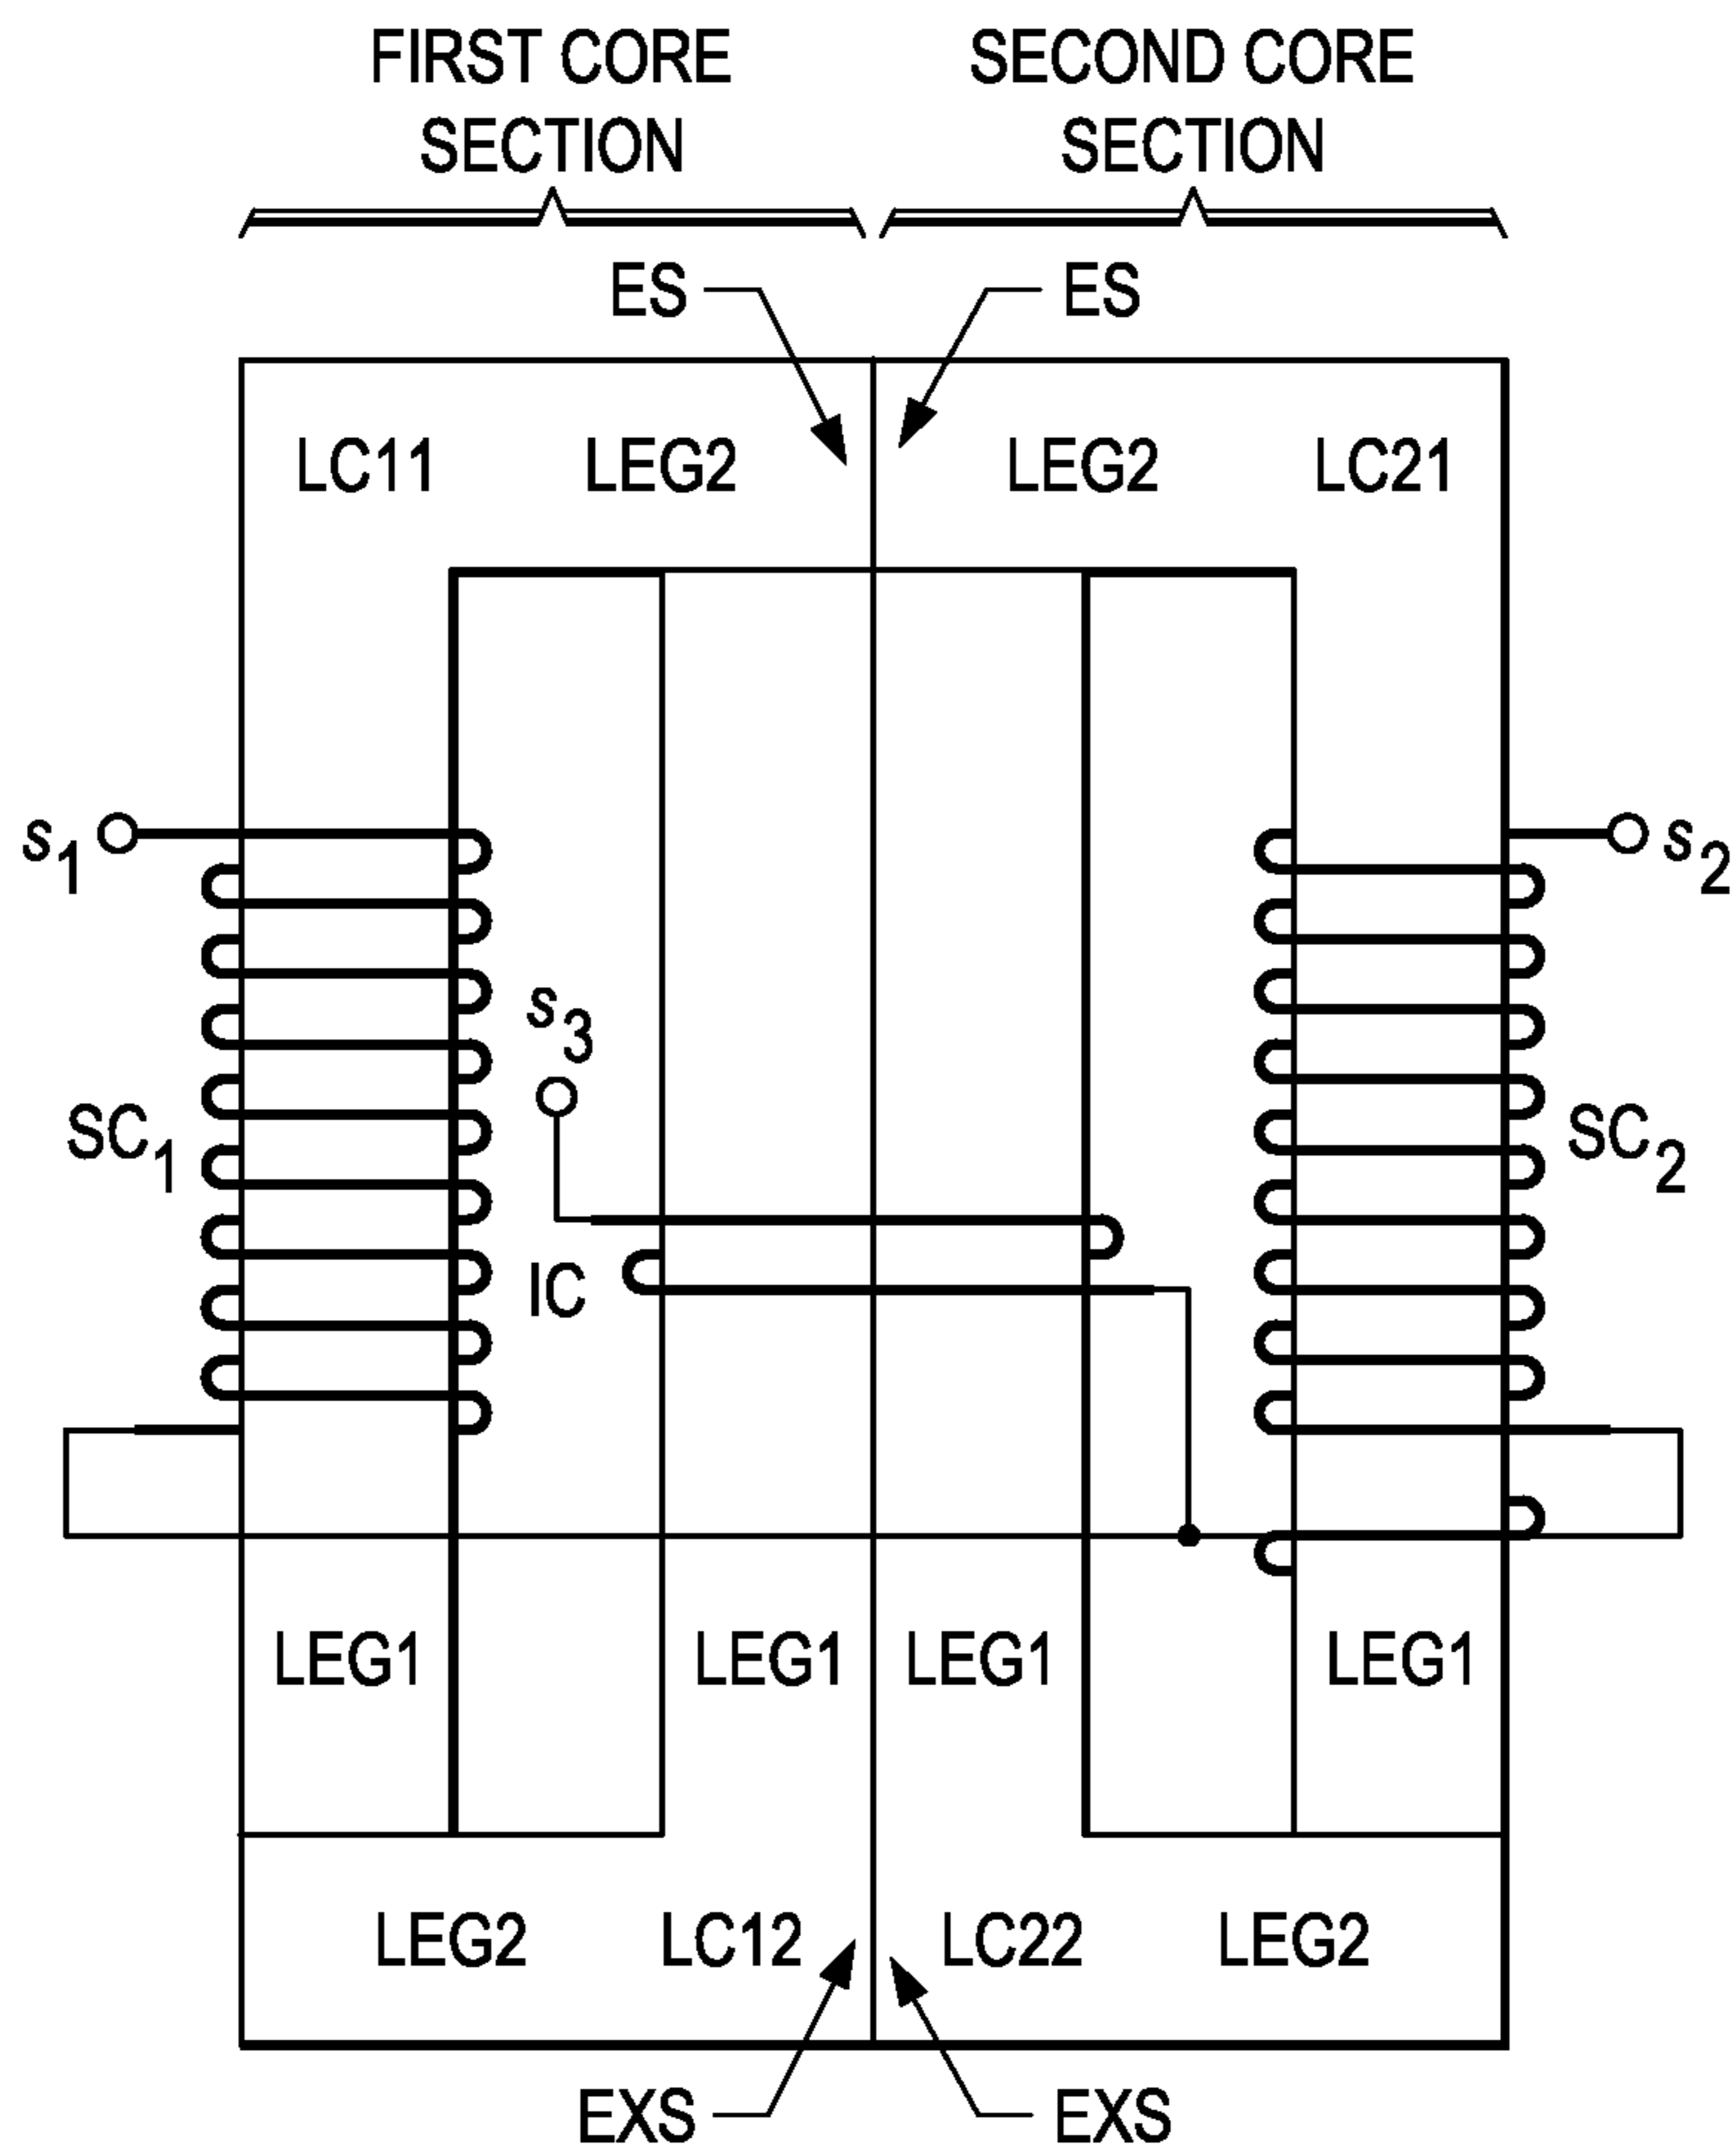 FIRST CORE
SECTION
SECOND CORE
SECTION
ES
ES
LC11
LEG2
LEG2
LC21
s1
s2
s3
SC1
SC2
IC
LEG1
LEG1
LEG1
LEG1
LEG2
LC12
LC22
LEG2
EXS
EXS